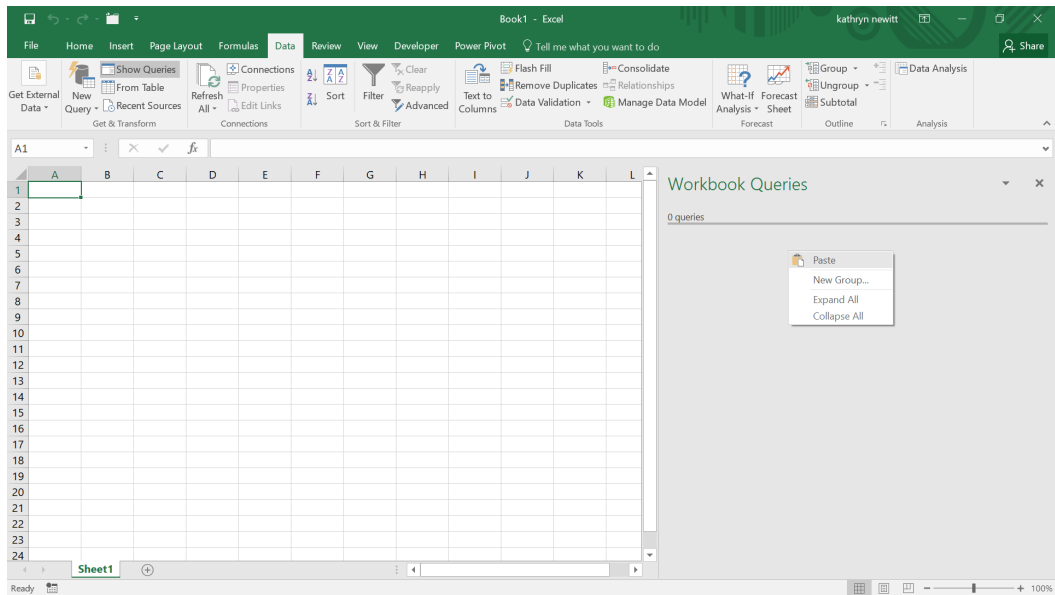 Book1 - Excel
kathryn newitt
File Home Insert Page Layout Formulas Data Review View Developer Power Pivot Tell me what you want to do Share
Show Queries Connections Clear Flash Fill Consolidate Group Data Analysis
From Table Properties Reapply Remove Duplicates Relationships Ungroup
Get External New Refresh Sort Filter Text to What-If Forecast
Data Query Recent Sources All Edit Links Advanced Columns Data Validation Manage Data Model Analysis Sheet Subtotal
Get & Transform Connections Sort & Filter Data Tools Forecast Outline Analysis
A1 fx
A B C D E F G H I J K L
Workbook Queries
0 queries
1
2
3
4
5
6
7
8
9
10
11
12
13
14
15
16
17
18
19
20
21
22
23
24
Paste
New Group...
Expand All
Collapse All
Sheet1
Ready 100%